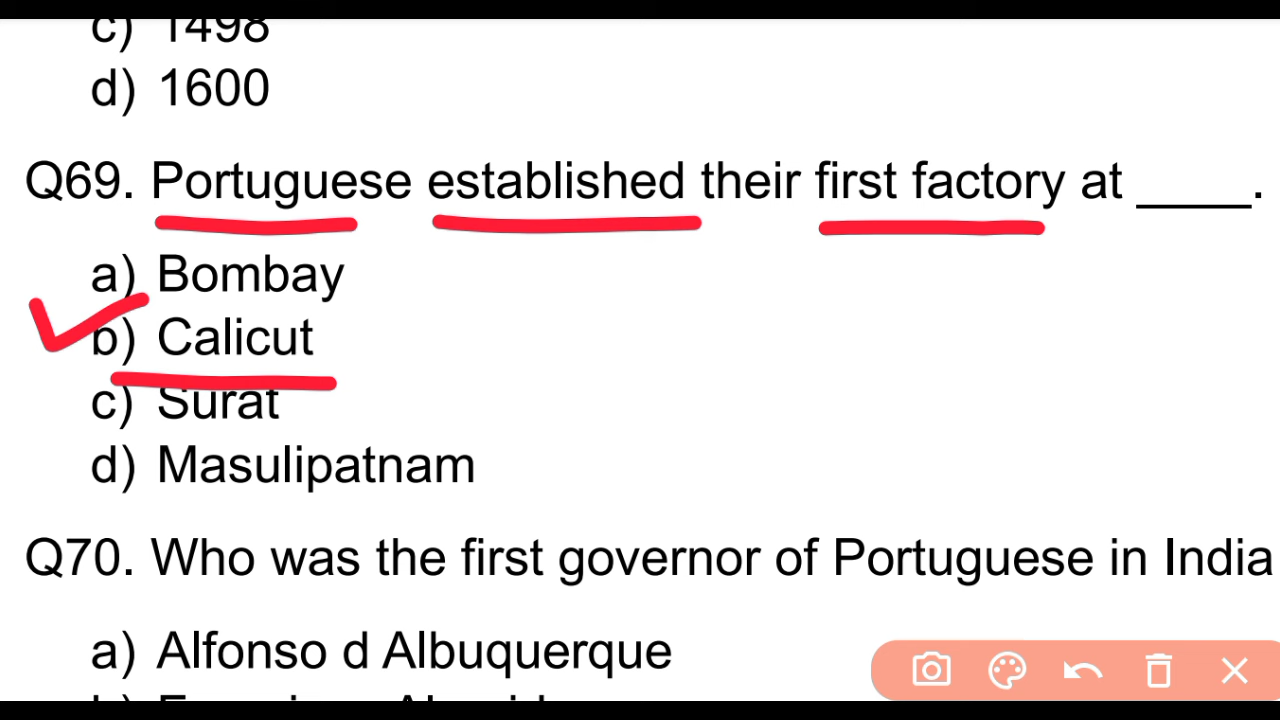 c) 1498
d) 1600
Q69. Portuguese established their first factory at ____.
a) Bombay
b) Calicut
c) Surat
d) Masulipatnam
Q70. Who was the first governor of Portuguese in India
a) Alfonso d Albuquerque